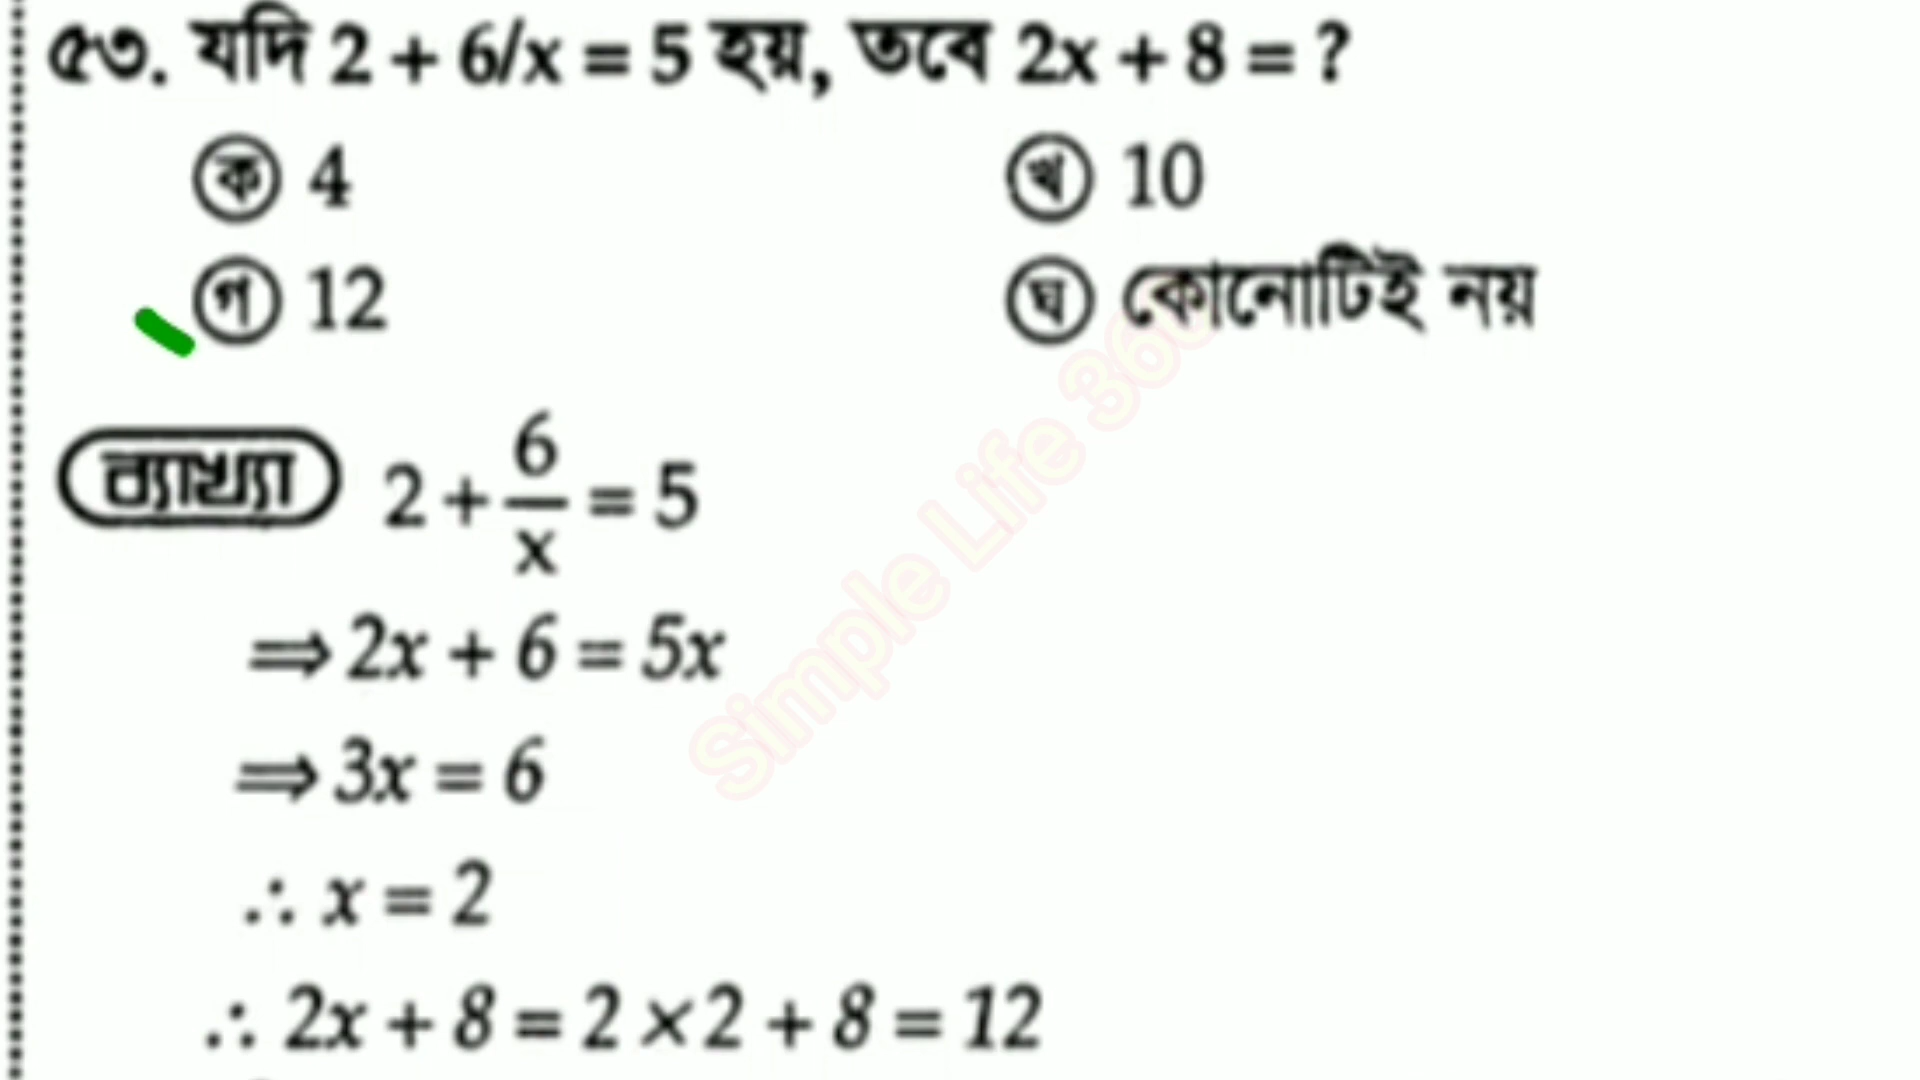 ৫৩. যদি 2 + 6/x = 5 হয়, তবে 2x + 8 = ?
ক 4
খ 10
গ 12
ঘ কোনোটিই নয়
ব্যাখ্যা 2 + 6/x = 5
⇒ 2x + 6 = 5x
⇒ 3x = 6
∴ x = 2
∴ 2x + 8 = 2 × 2 + 8 = 12
Simple Life 360